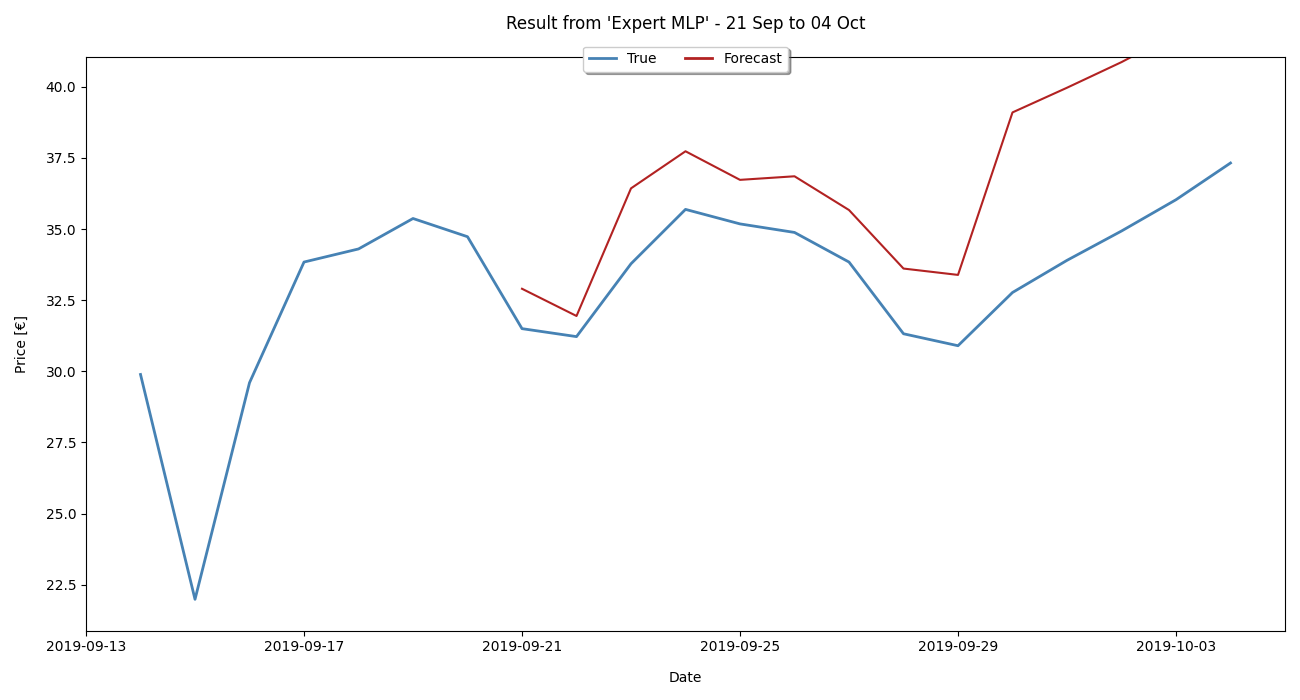 Result from 'Expert MLP' - 21 Sep to 04 Oct
True Forecast
40.0
37.5
35.0
32.5
30.0
27.5
25.0
22.5
Price [€]
2019-09-13 2019-09-17 2019-09-21 2019-09-25 2019-09-29 2019-10-03
Date